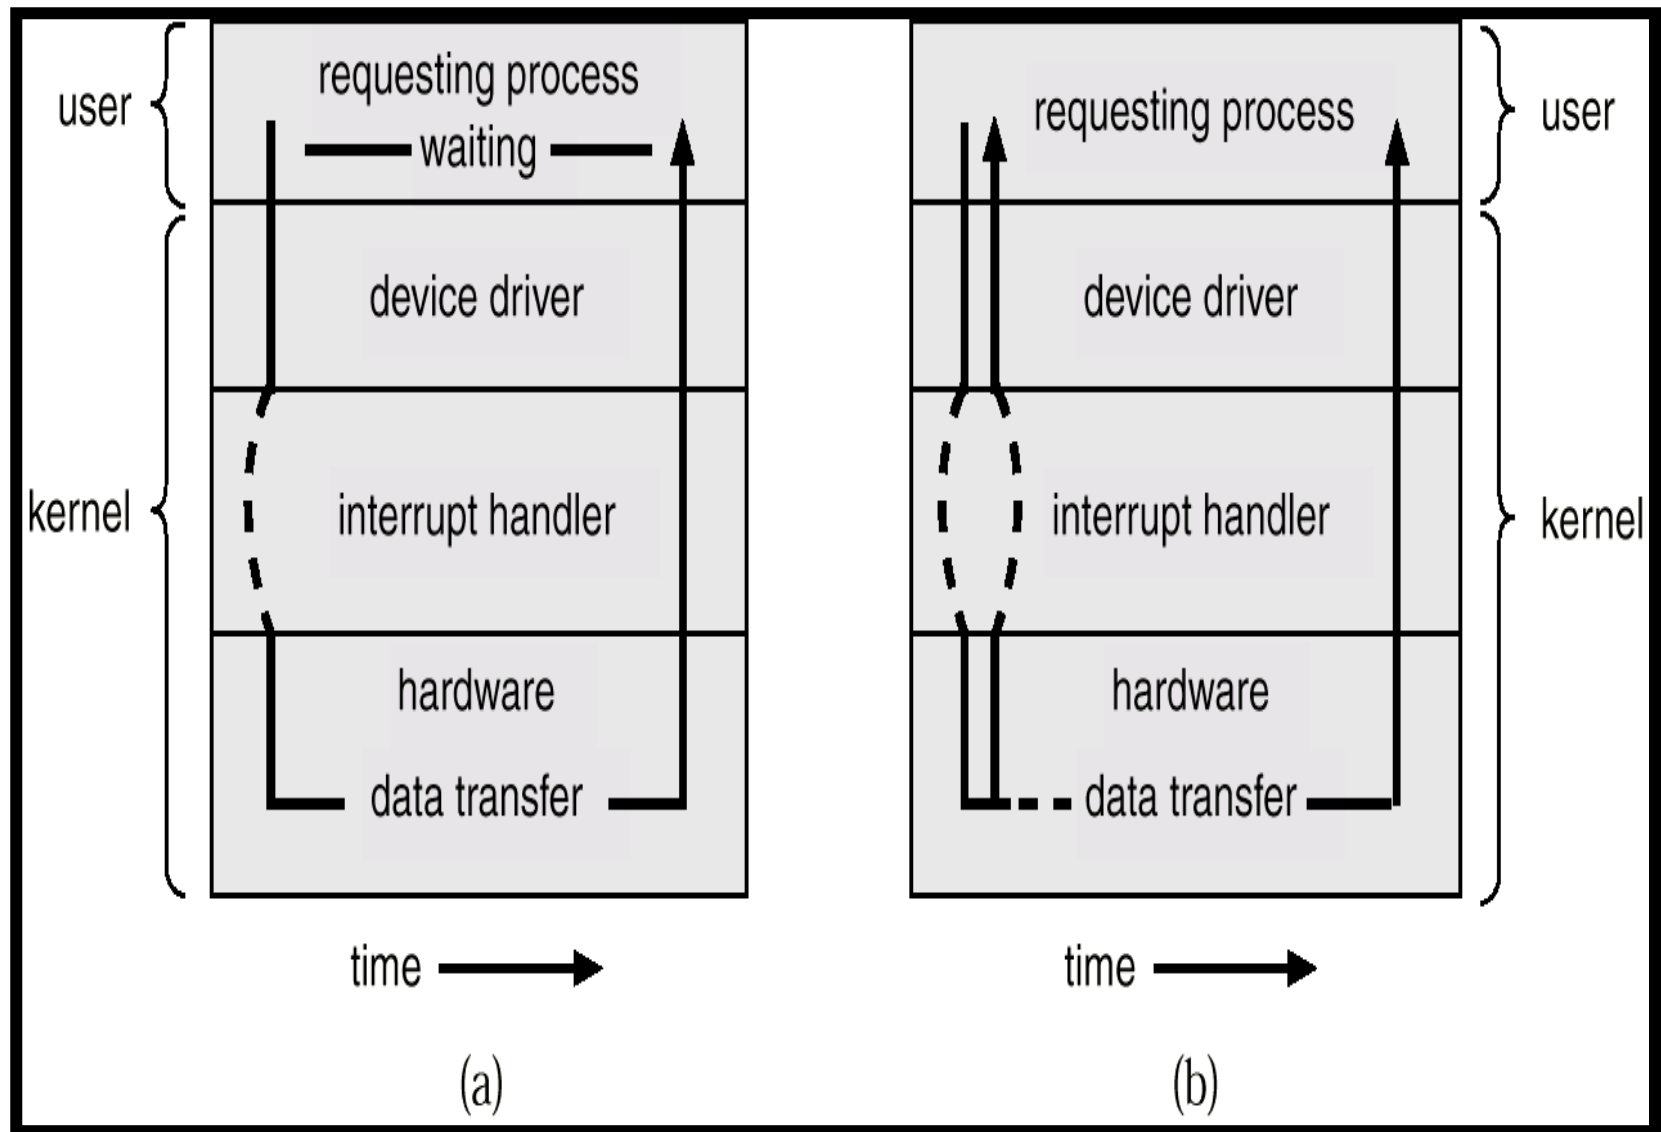 requesting process
user
waiting
device driver
kernel
interrupt handler
hardware
data transfer
time
(a)
requesting process
user
device driver
interrupt handler
kernel
hardware
data transfer
time
(b)